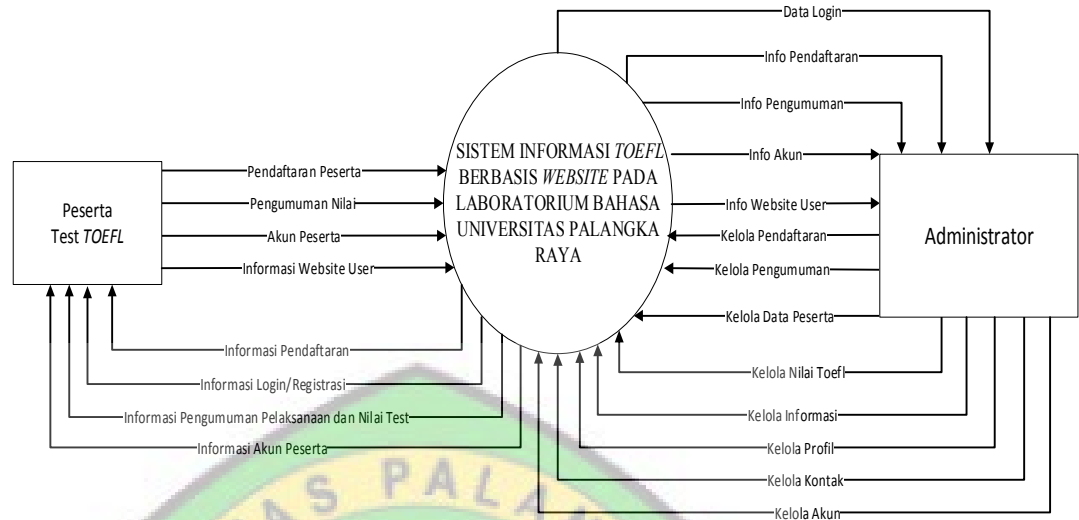 Data Login
Info Pendaftaran
Info Pengumuman
Info Akun
Info Website User
Kelola Pendaftaran
Kelola Pengumuman
Kelola Data Peserta
Kelola Nilai Toefl
Kelola Informasi
Kelola Profil
Kelola Kontak
Kelola Akun
SISTEM INFORMASI TOEFL
BERBASIS WEBSITE PADA
LABORATORIUM BAHASA
UNIVERSITAS PALANGKA
RAYA
Administrator
Peserta
Test TOEFL
Pendaftaran Peserta
Pengumuman Nilai
Akun Peserta
Informasi Website User
Informasi Pendaftaran
Informasi Login/Registrasi
Informasi Pengumuman Pelaksanaan dan Nilai Test
Informasi Akun Peserta
AS PALAN